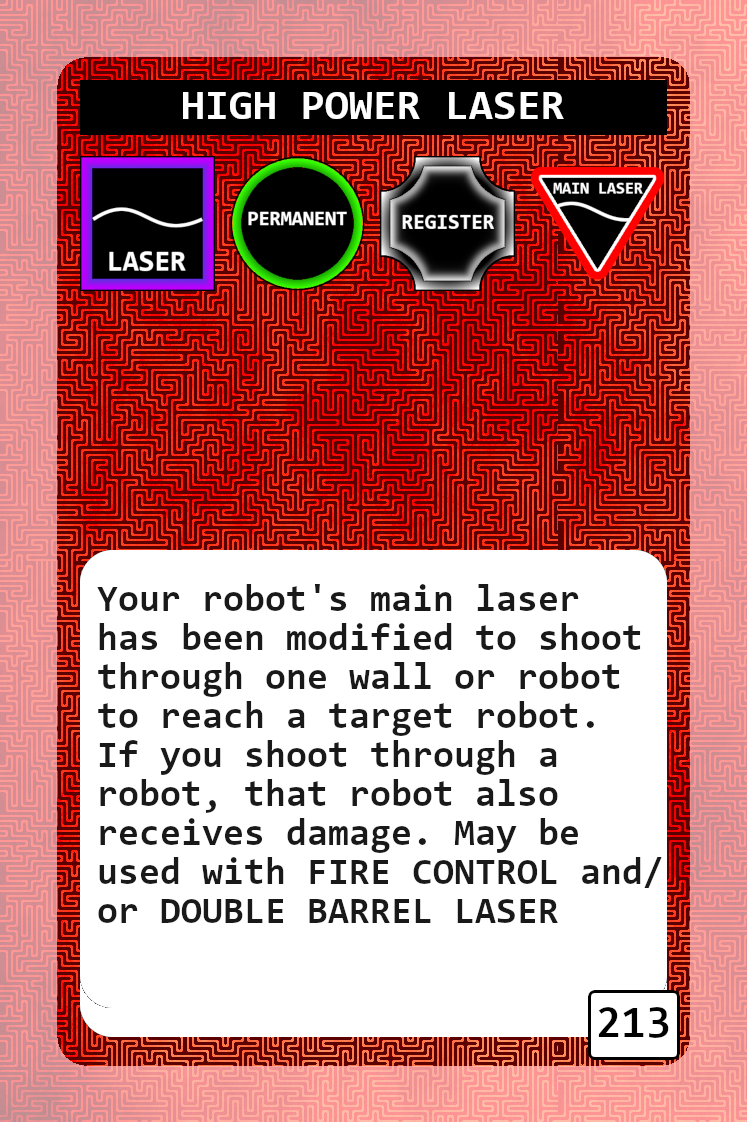 HIGH POWER LASER
LASER
PERMANENT
REGISTER
MAIN LASER
Your robot's main laser
has been modified to shoot
through one wall or robot
to reach a target robot.
If you shoot through a
robot, that robot also
receives damage. May be
used with FIRE CONTROL and/
or DOUBLE BARREL LASER
213